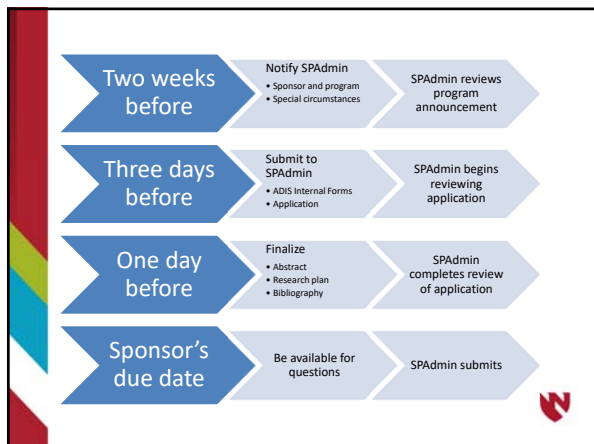 Two weeks
before
Notify SPAdmin
• Sponsor and program
• Special circumstances
SPAdmin reviews
program
announcement
Three days
before
Submit to
SPAdmin
• ADIS Internal Forms
• Application
SPAdmin begins
reviewing
application
One day
before
Finalize
• Abstract
• Research plan
• Bibliography
SPAdmin
completes review
of application
Sponsor's
due date
Be available for
questions
SPAdmin submits